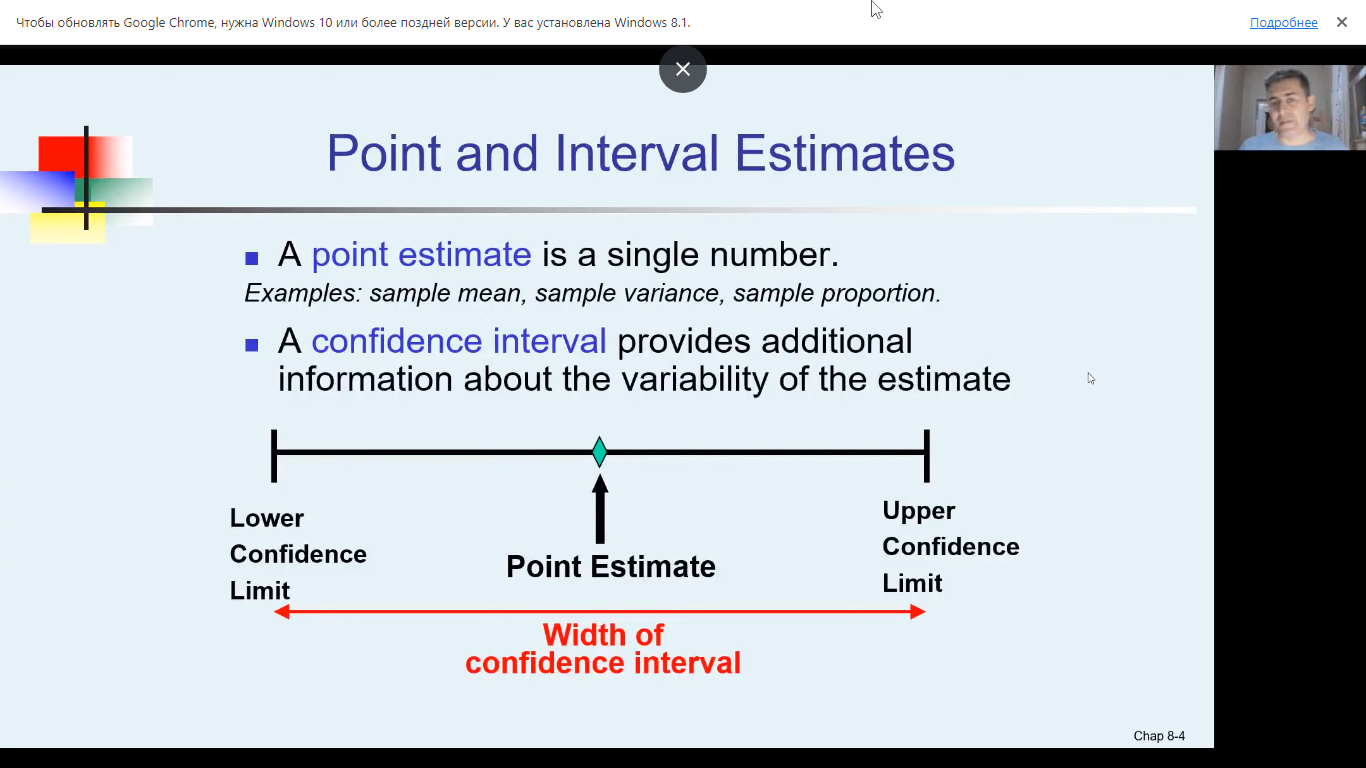 Чтобы обновлять Google Chrome, нужна Windows 10 или более поздней версии. У вас установлена Windows 8.1.
Подробнее
Point and Interval Estimates
A point estimate is a single number.
Examples: sample mean, sample variance, sample proportion.
A confidence interval provides additional
information about the variability of the estimate
Lower
Confidence
Limit
Point Estimate
Upper
Confidence
Limit
Width of
confidence interval
Chap 8-4